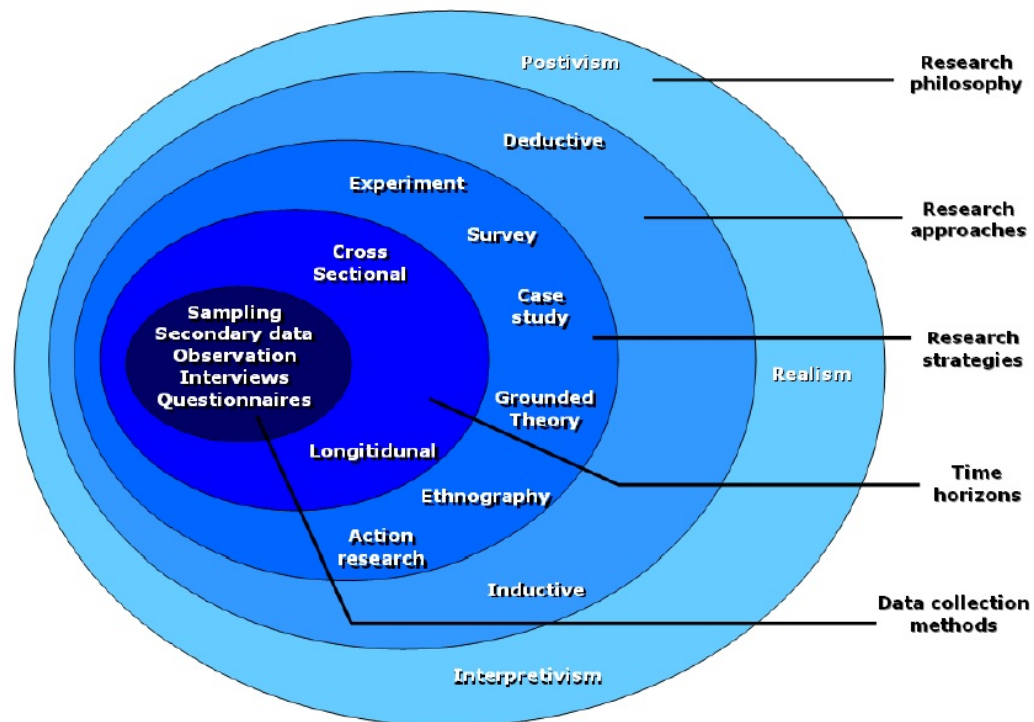 Postivism
Research
philosophy
Deductive
Experiment
Research
approaches
Survey
Cross
Sectional
Case
study
Sampling
Secondary data
Observation
Interviews
Questionnaires
Research
strategies
Realism
Grounded
Theory
Longitidunal
Time
horizons
Ethnography
Action
research
Inductive
Data collection
methods
Interpretivism